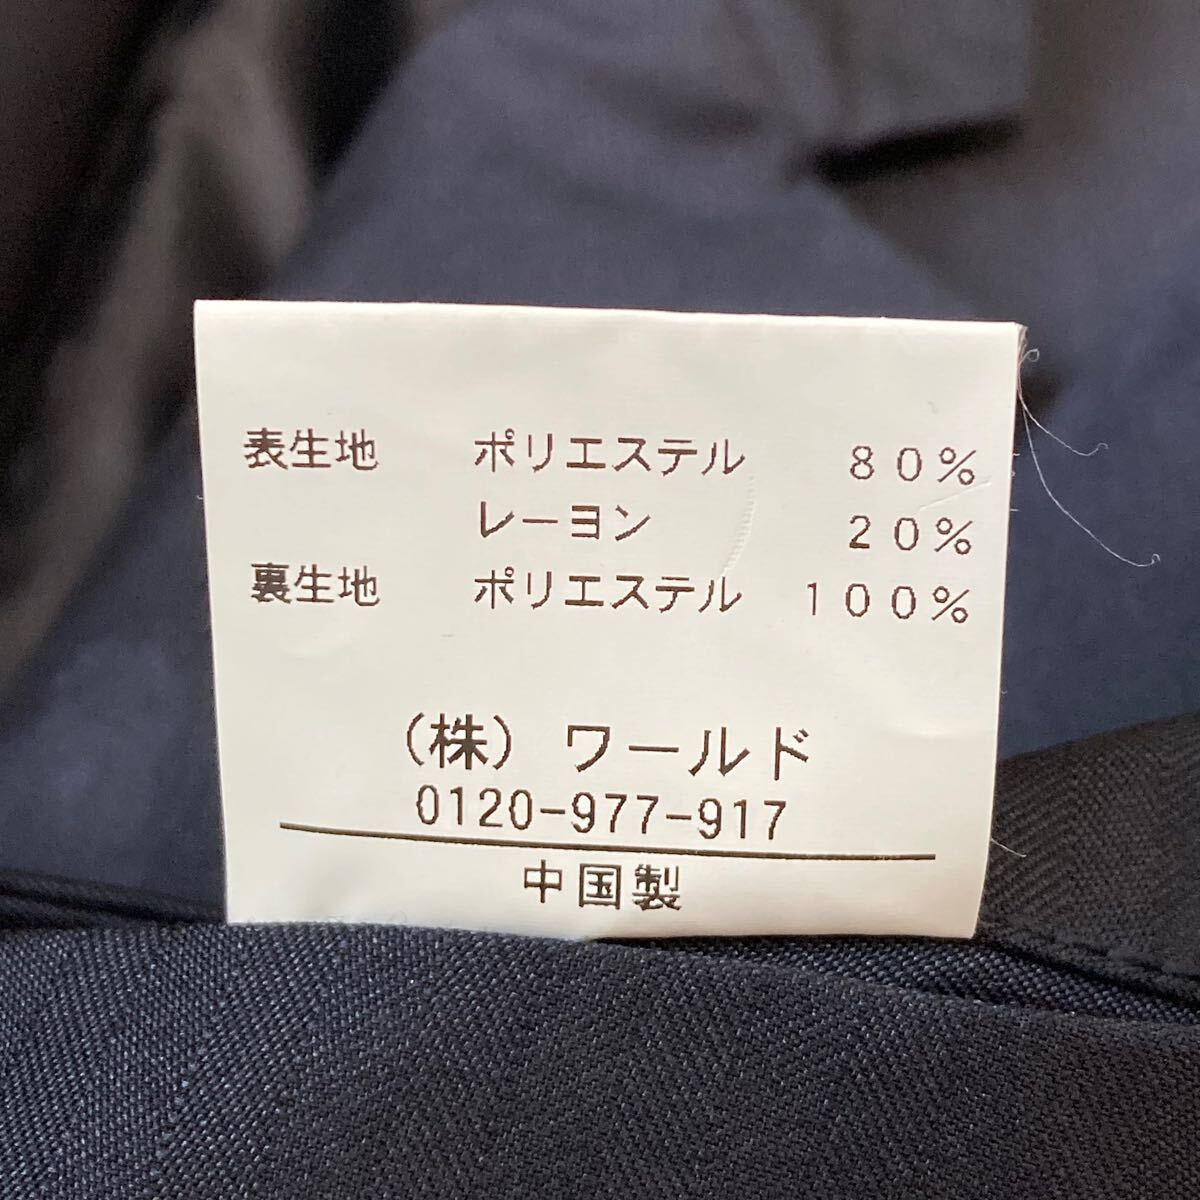 表生地 ポリエステル 80%
レーヨン 20%
裏生地 ポリエステル 100%
(株) ワールド
0120-977-917
中国製